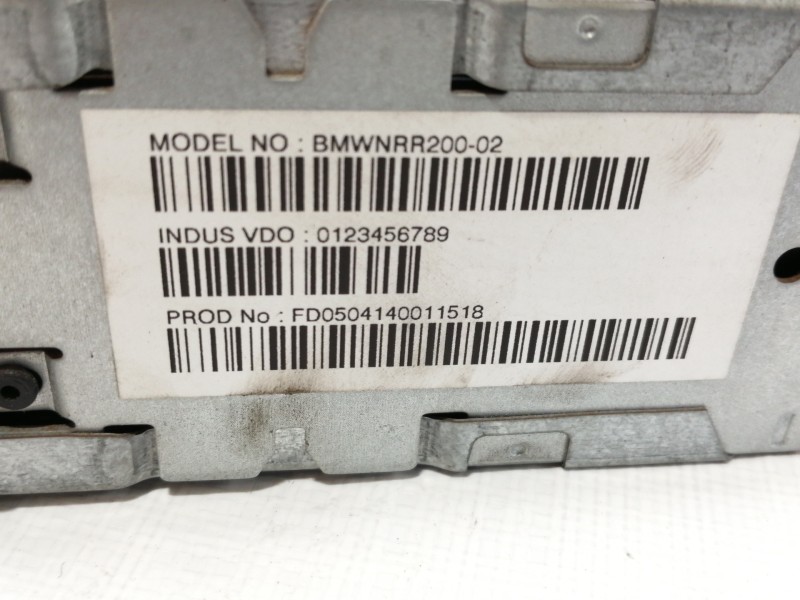 MODEL NO : BMWNRR200-02
INDUS VDO : 0123456789
PROD No : FD0504140011518